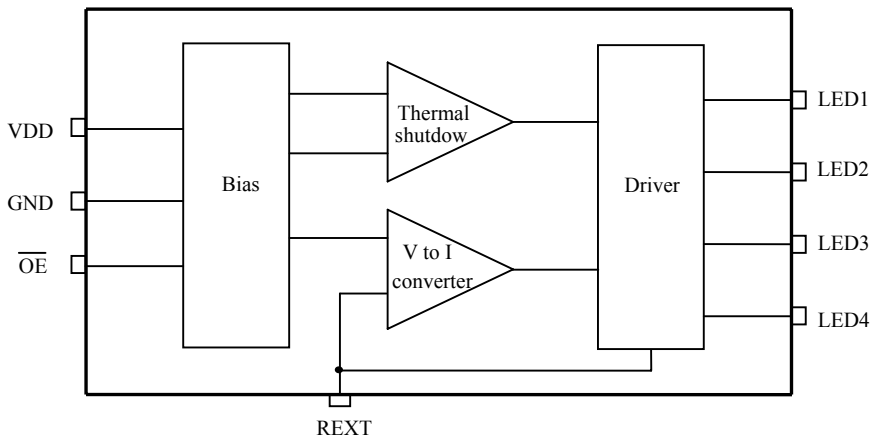 VDD
GND
OE
Bias
Thermal
shutdow
V to I
converter
Driver
LED1
LED2
LED3
LED4
REXT